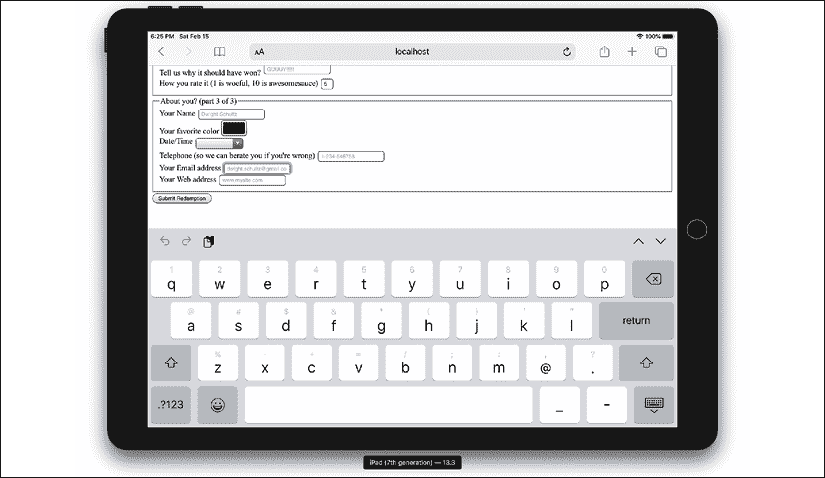 6:25 PM Sat Feb 15
100%
AA
localhost
Tell us why it should have won?
How you rate it (1 is woeful, 10 is awesomesauce) 5
About you? (part 3 of 3)
Your Name Dwight Schultz
Your favorite color
Date/Time
Telephone (so we can berate you if you're wrong)
Your Email address dwight.schultz@gmail.co
Your Web address www.mysite.com
Submit Redemption
1 2 3 4 5 6 7 8 9 0
q w e r t y u i o p
@ # $ & * ( ) ' "
a s d f g h j k l return
% - + = / ; : , ?
z x c v b n m @ .
.?123 _ -
iPad (7th generation) — 13.3